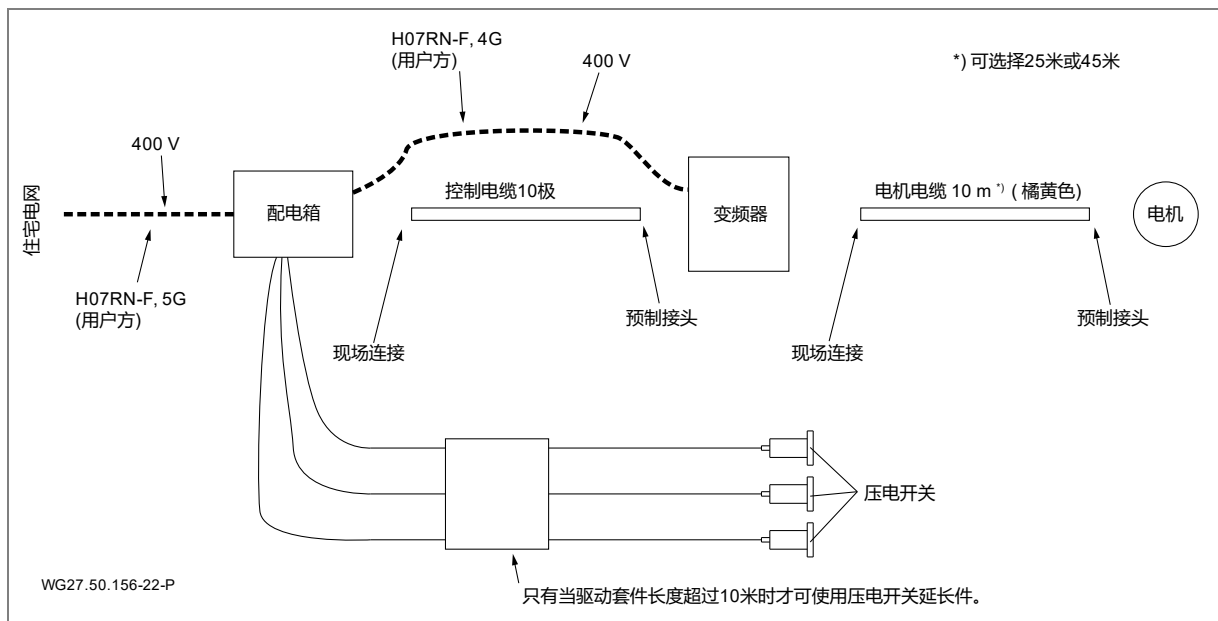 H07RN-F, 4G
(用户方)
400 V
*) 可选择25米或45米
400 V
住宅电网
配电箱
控制电缆10极
变频器
电机电缆 10 m *) ( 橘黄色)
电机
H07RN-F, 5G
(用户方)
现场连接
预制接头
现场连接
预制接头
压电开关
WG27.50.156-22-P
只有当驱动套件长度超过10米时才可使用压电开关延长件。